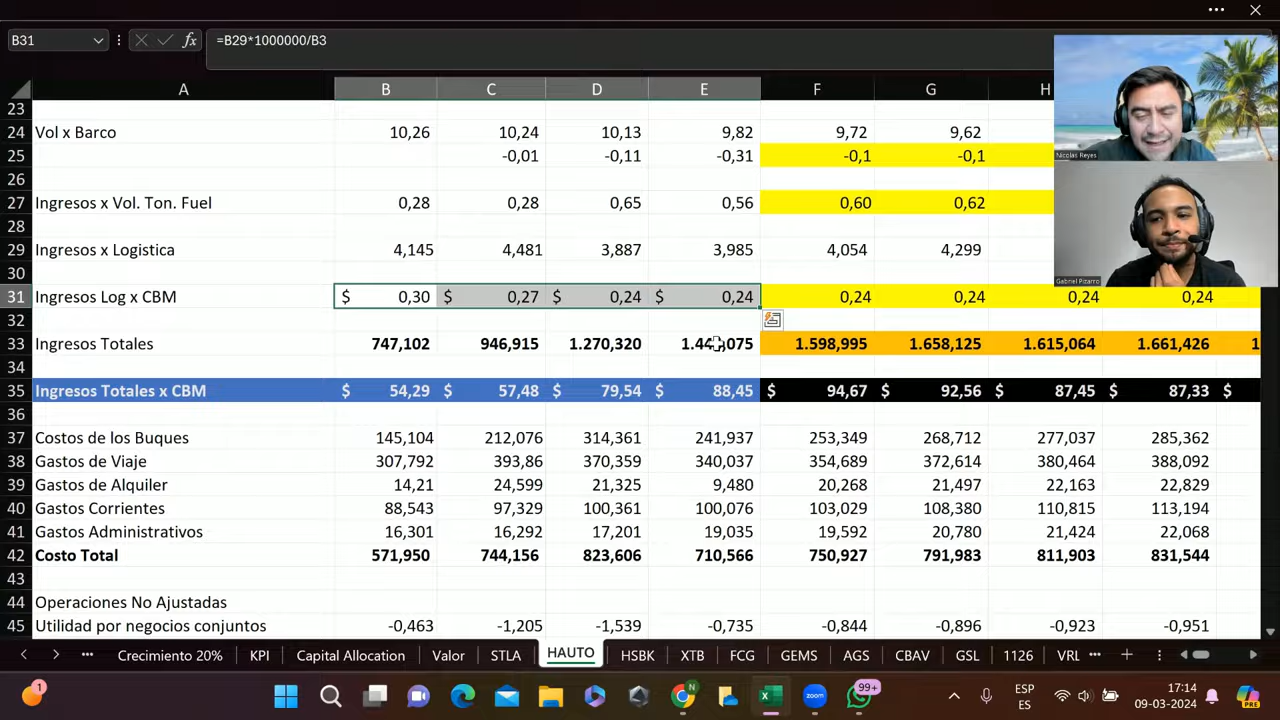 B31 fx =B29*1000000/B3
A B C D E F G H
23
24 Vol x Barco 10,26 10,24 10,13 9,82 9,72 9,62
25 -0,01 -0,11 -0,31 -0,1 -0,1
26
27 Ingresos x Vol. Ton. Fuel 0,28 0,28 0,65 0,56 0,60 0,62
28
29 Ingresos x Logistica 4,145 4,481 3,887 3,985 4,054 4,299
30
31 Ingresos Log x CBM $ 0,30 $ 0,27 $ 0,24 $ 0,24 0,24 0,24 0,24 0,24
32
33 Ingresos Totales 747,102 946,915 1.270,320 075 1.598,995 1.658,125 1.615,064 1.661,426 1
34
35 Ingresos Totales x CBM $ 54,29 $ 57,48 $ 79,54 $ 88,45 $ 94,67 $ 92,56 $ 87,45 $ 87,33 $
36
37 Costos de los Buques 145,104 212,076 314,361 241,937 253,349 268,712 277,037 285,362
38 Gastos de Viaje 307,792 393,86 370,359 340,037 354,689 372,614 380,464 388,092
39 Gastos de Alquiler 14,21 24,599 21,325 9,480 20,268 21,497 22,163 22,829
40 Gastos Corrientes 88,543 97,329 100,361 100,076 103,029 108,380 110,815 113,194
41 Gastos Administrativos 16,301 16,292 17,201 19,035 19,592 20,780 21,424 22,068
42 Costo Total 571,950 744,156 823,606 710,566 750,927 791,983 811,903 831,544
43
44 Operaciones No Ajustadas
45 Utilidad por negocios conjuntos -0,463 -1,205 -1,539 -0,735 -0,844 -0,896 -0,923 -0,951
Nicolas Reyes
Gabriel Pizarro
Crecimiento 20% KPI Capital Allocation Valor STLA HAUTO HSBK XTB FCG GEMS AGS CBAV GSL 1126 VRL
1 N zoom 99+ ESP ES 17:14 09-03-2024 PRE